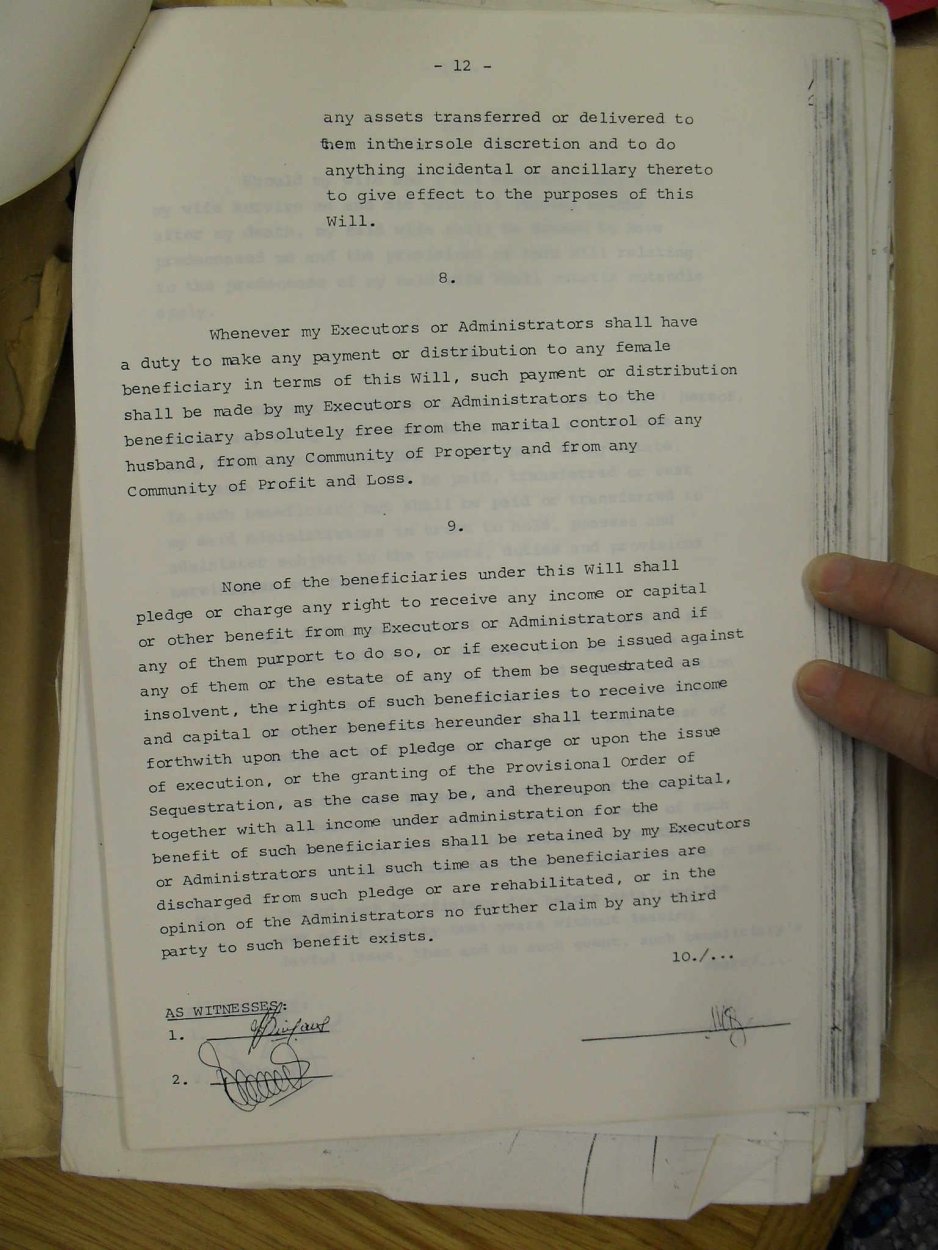 - 12 -
any assets transferred or delivered to
them intheirsole discretion and to do
anything incidental or ancillary thereto
to give effect to the purposes of this
Will.
8.
Whenever my Executors or Administrators shall have
a duty to make any payment or distribution to any female
beneficiary in terms of this Will, such payment or distribution
shall be made by my Executors or Administrators to the
beneficiary absolutely free from the marital control of any
husband, from any Community of Property and from any
Community of Profit and Loss.
9.
None of the beneficiaries under this Will shall
pledge or charge any right to receive any income or capital
or other benefit from my Executors or Administrators and if
any of them purport to do so, or if execution be issued against
any of them or the estate of any of them be sequestrated as
insolvent, the rights of such beneficiaries to receive income
and capital or other benefits hereunder shall terminate
forthwith upon the act of pledge or charge or upon the issue
of execution, or the granting of the Provisional Order of
Sequestration, as the case may be, and thereupon the capital,
together with all income under administration for the
benefit of such beneficiaries shall be retained by my Executors
or Administrators until such time as the beneficiaries are
discharged from such pledge or are rehabilitated, or in the
opinion of the Administrators no further claim by any third
party to such benefit exists.
10./...
AS WITNESSES:
1.
2.